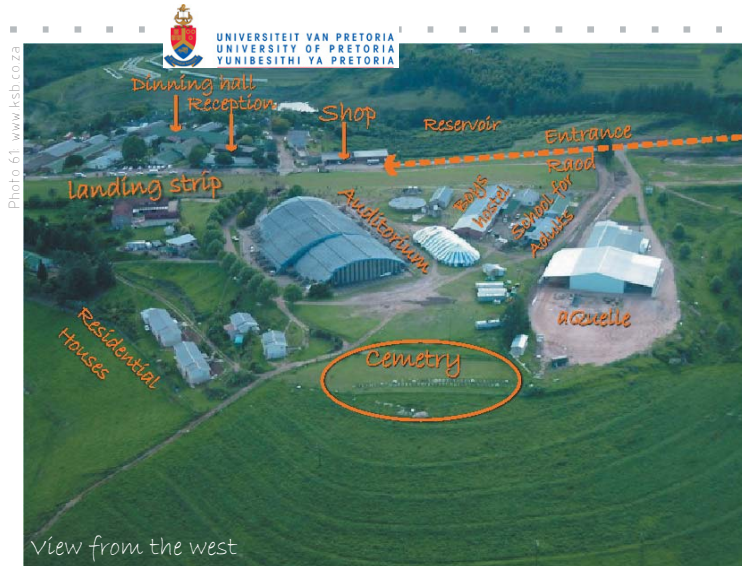 UNIVERSITEIT VAN PRETORIA
UNIVERSITY OF PRETORIA
YUNIBESITHI YA PRETORIA
Photo 61 www.ksb.co.za
Dinning hall
Reception
Shop
Reservoir
Entrance
Raod
landing strip
Auditorium
Boiys
hostel
School for
Adults
aQuelle
Residential
Houses
Cemetry
View from the west